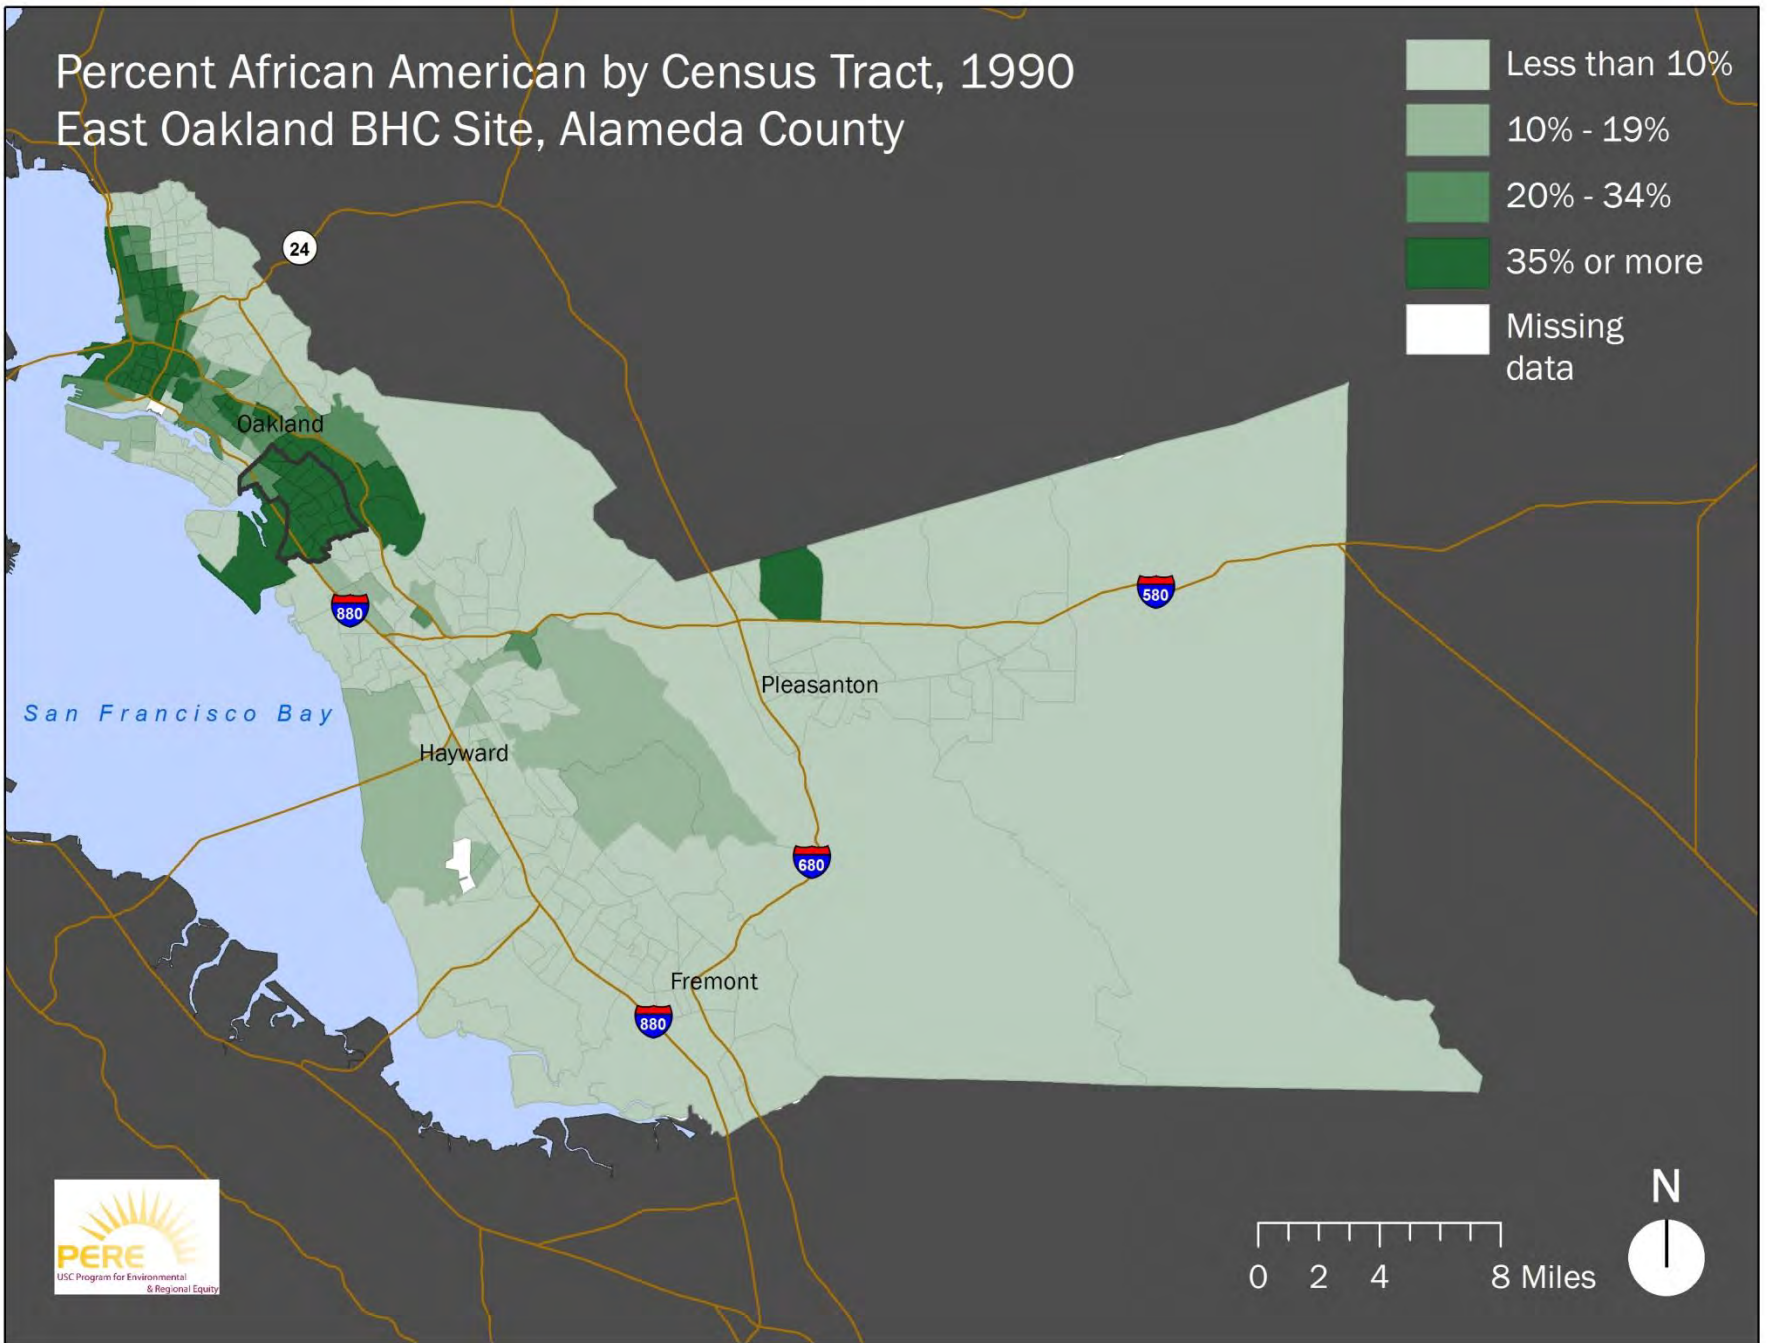 Percent African American by Census Tract, 1990
East Oakland BHC Site, Alameda County
Less than 10%
10% - 19%
20% - 34%
35% or more
Missing
data
24
Oakland
880
580
Pleasanton
San Francisco Bay
Hayward
680
Fremont
880
N
PERE
USC Program for Environmental
& Regional Equity
0 2 4 8 Miles